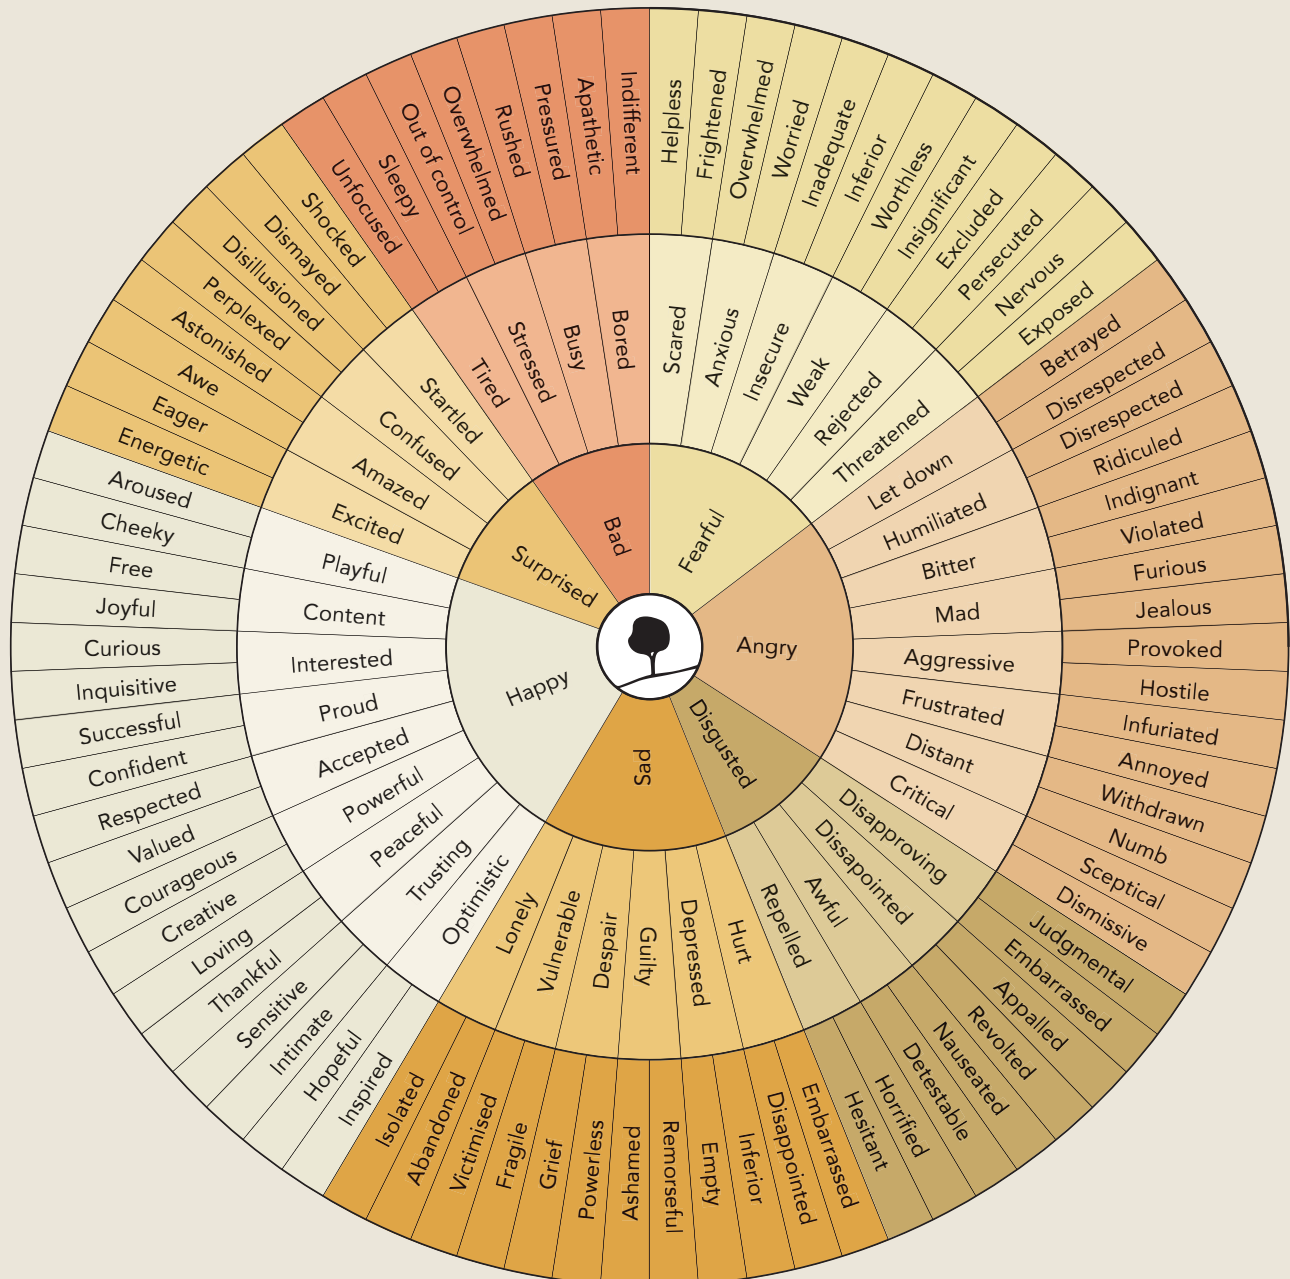 Fearful
Angry
Disgusted
Sad
Happy
Surprised
Bad
Scared
Anxious
Insecure
Weak
Rejected
Threatened
Let down
Humiliated
Bitter
Mad
Aggressive
Frustrated
Distant
Critical
Disapproving
Dissapointed
Awful
Repelled
Hurt
Depressed
Guilty
Despair
Vulnerable
Lonely
Optimistic
Trusting
Peaceful
Powerful
Accepted
Proud
Interested
Content
Playful
Excited
Amazed
Confused
Startled
Tired
Stressed
Busy
Bored
Helpless
Frightened
Overwhelmed
Worried
Inadequate
Inferior
Worthless
Insignificant
Excluded
Persecuted
Nervous
Exposed
Betrayed
Disrespected
Disrespected
Ridiculed
Indignant
Violated
Furious
Jealous
Provoked
Hostile
Infuriated
Annoyed
Withdrawn
Numb
Sceptical
Dismissive
Judgmental
Embarrassed
Appalled
Revolted
Nauseated
Detestable
Horrified
Hesitant
Embarrassed
Disappointed
Inferior
Empty
Remorseful
Ashamed
Powerless
Grief
Fragile
Victimised
Abandoned
Isolated
Inspired
Hopeful
Intimate
Sensitive
Thankful
Loving
Creative
Courageous
Valued
Respected
Confident
Successful
Inquisitive
Curious
Joyful
Free
Cheeky
Aroused
Energetic
Eager
Awe
Astonished
Perplexed
Disillusioned
Dismayed
Shocked
Unfocused
Sleepy
Out of control
Overwhelmed
Rushed
Pressured
Apathetic
Indifferent